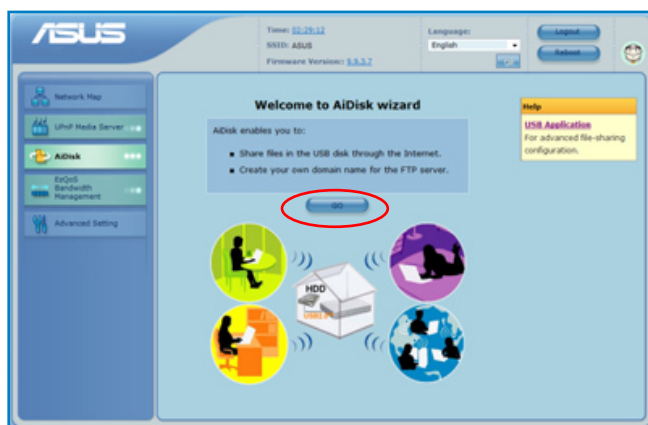 ASUS
Time: 02:29:12
SSID: ASUS
Firmware Version: 5.5.3.7
Language:
English
Logout
Reboot
Network Map
UPnP Media Server
AiDisk
EzQoS
Bandwidth
Management
Advanced Setting
Welcome to AiDisk wizard
AiDisk enables you to:
Share files in the USB disk through the Internet.
Create your own domain name for the FTP server.
GO
HDD
Help
USB Application
For advanced file-sharing
configuration.